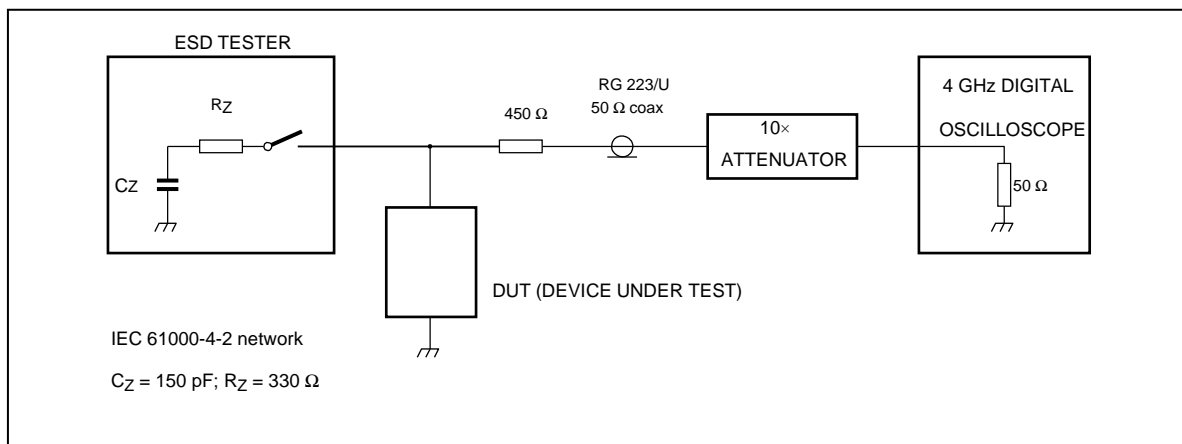 ESD TESTER
RZ
CZ
450 Ω
RG 223/U
50 Ω coax
10×
ATTENUATOR
4 GHz DIGITAL
OSCILLOSCOPE
50 Ω
DUT (DEVICE UNDER TEST)
IEC 61000-4-2 network
CZ = 150 pF; RZ = 330 Ω